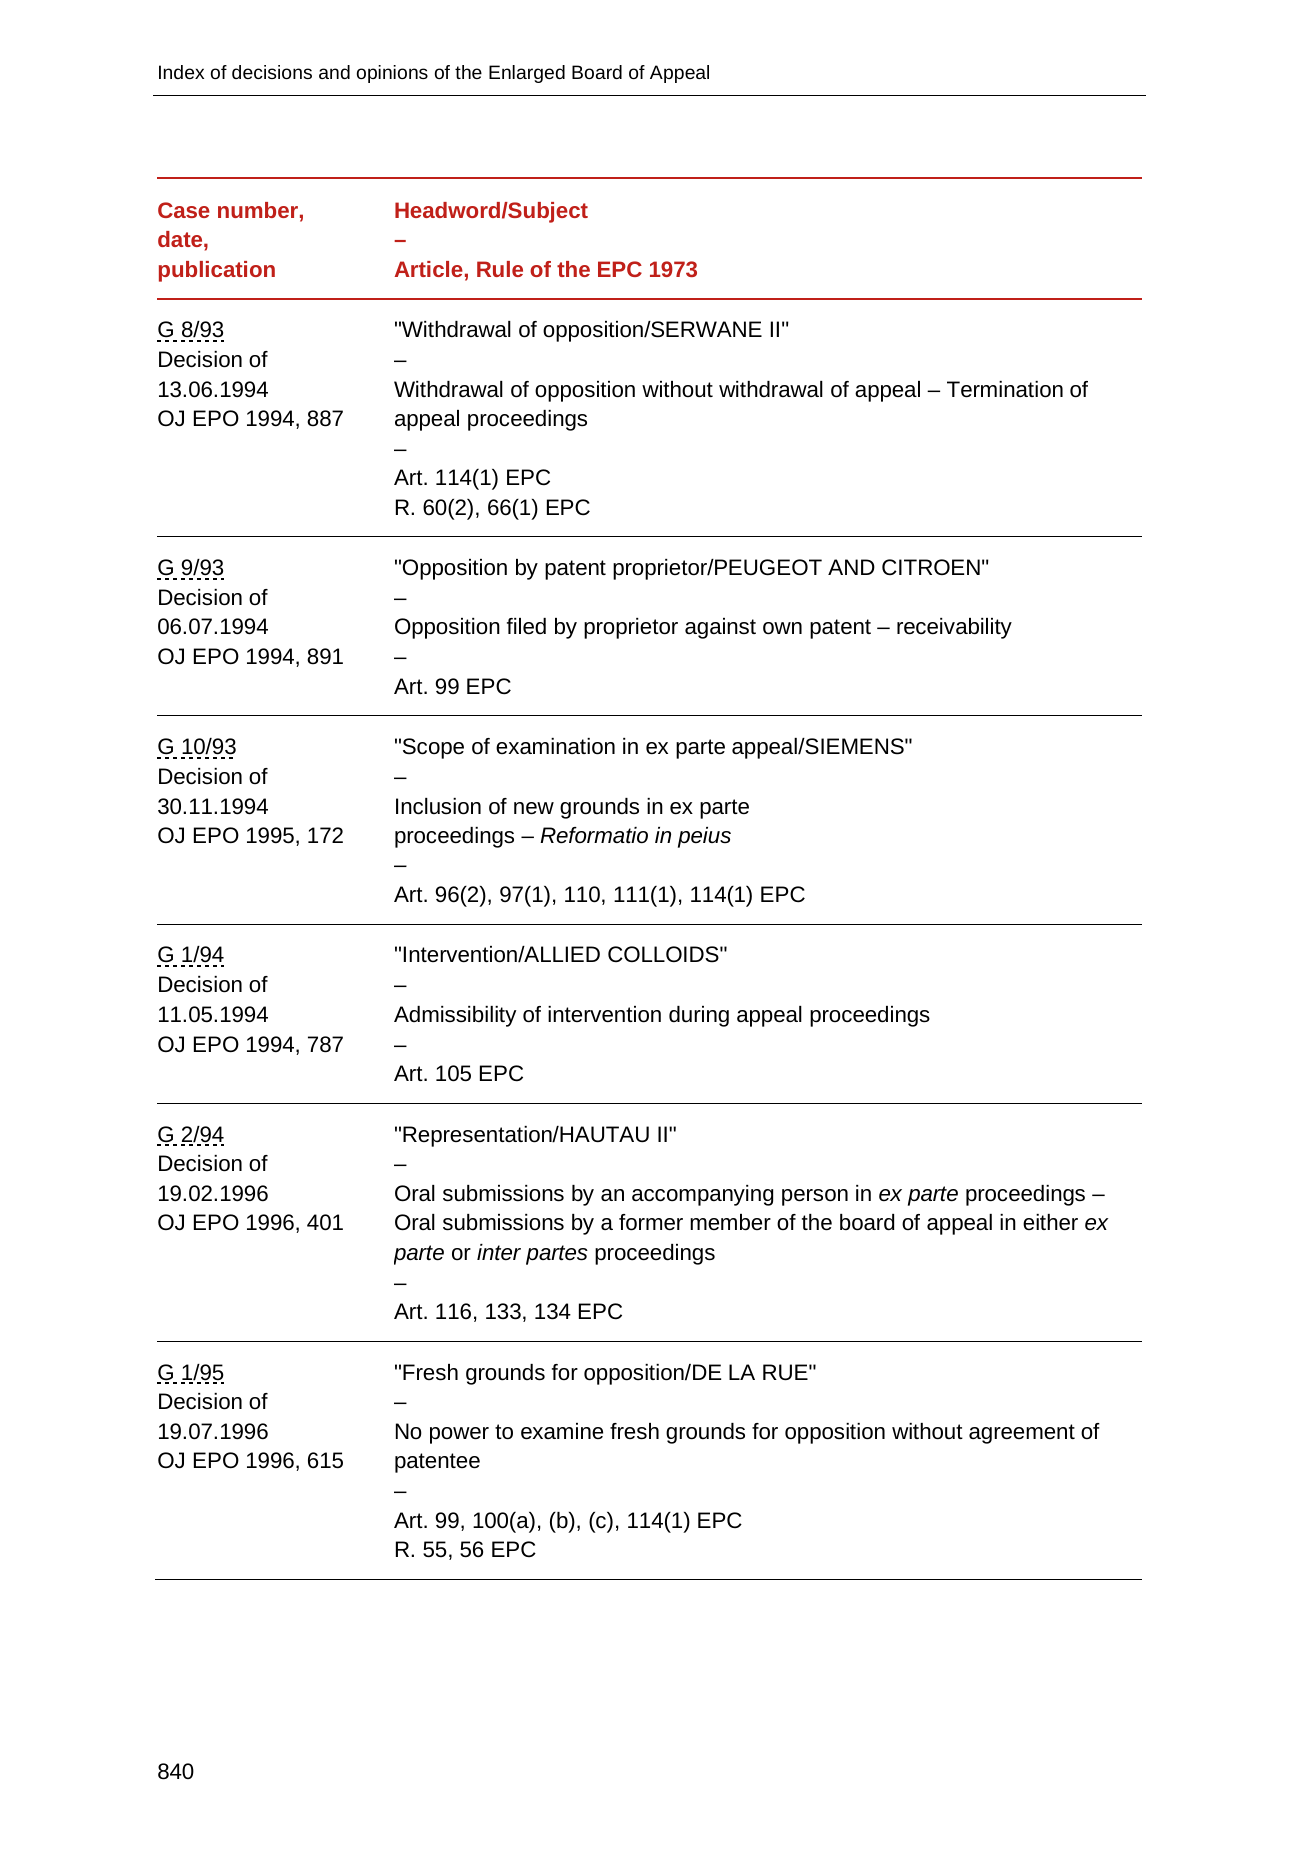 Index of decisions and opinions of the Enlarged Board of Appeal
Case number,
date,
publication
Headword/Subject
–
Article, Rule of the EPC 1973
G 8/93
Decision of
13.06.1994
OJ EPO 1994, 887
"Withdrawal of opposition/SERWANE II"
–
Withdrawal of opposition without withdrawal of appeal – Termination of
appeal proceedings
–
Art. 114(1) EPC
R. 60(2), 66(1) EPC
G 9/93
Decision of
06.07.1994
OJ EPO 1994, 891
"Opposition by patent proprietor/PEUGEOT AND CITROEN"
–
Opposition filed by proprietor against own patent – receivability
–
Art. 99 EPC
G 10/93
Decision of
30.11.1994
OJ EPO 1995, 172
"Scope of examination in ex parte appeal/SIEMENS"
–
Inclusion of new grounds in ex parte
proceedings – Reformatio in peius
–
Art. 96(2), 97(1), 110, 111(1), 114(1) EPC
G 1/94
Decision of
11.05.1994
OJ EPO 1994, 787
"Intervention/ALLIED COLLOIDS"
–
Admissibility of intervention during appeal proceedings
–
Art. 105 EPC
G 2/94
Decision of
19.02.1996
OJ EPO 1996, 401
"Representation/HAUTAU II"
–
Oral submissions by an accompanying person in ex parte proceedings –
Oral submissions by a former member of the board of appeal in either ex
parte or inter partes proceedings
–
Art. 116, 133, 134 EPC
G 1/95
Decision of
19.07.1996
OJ EPO 1996, 615
"Fresh grounds for opposition/DE LA RUE"
–
No power to examine fresh grounds for opposition without agreement of
patentee
–
Art. 99, 100(a), (b), (c), 114(1) EPC
R. 55, 56 EPC
840